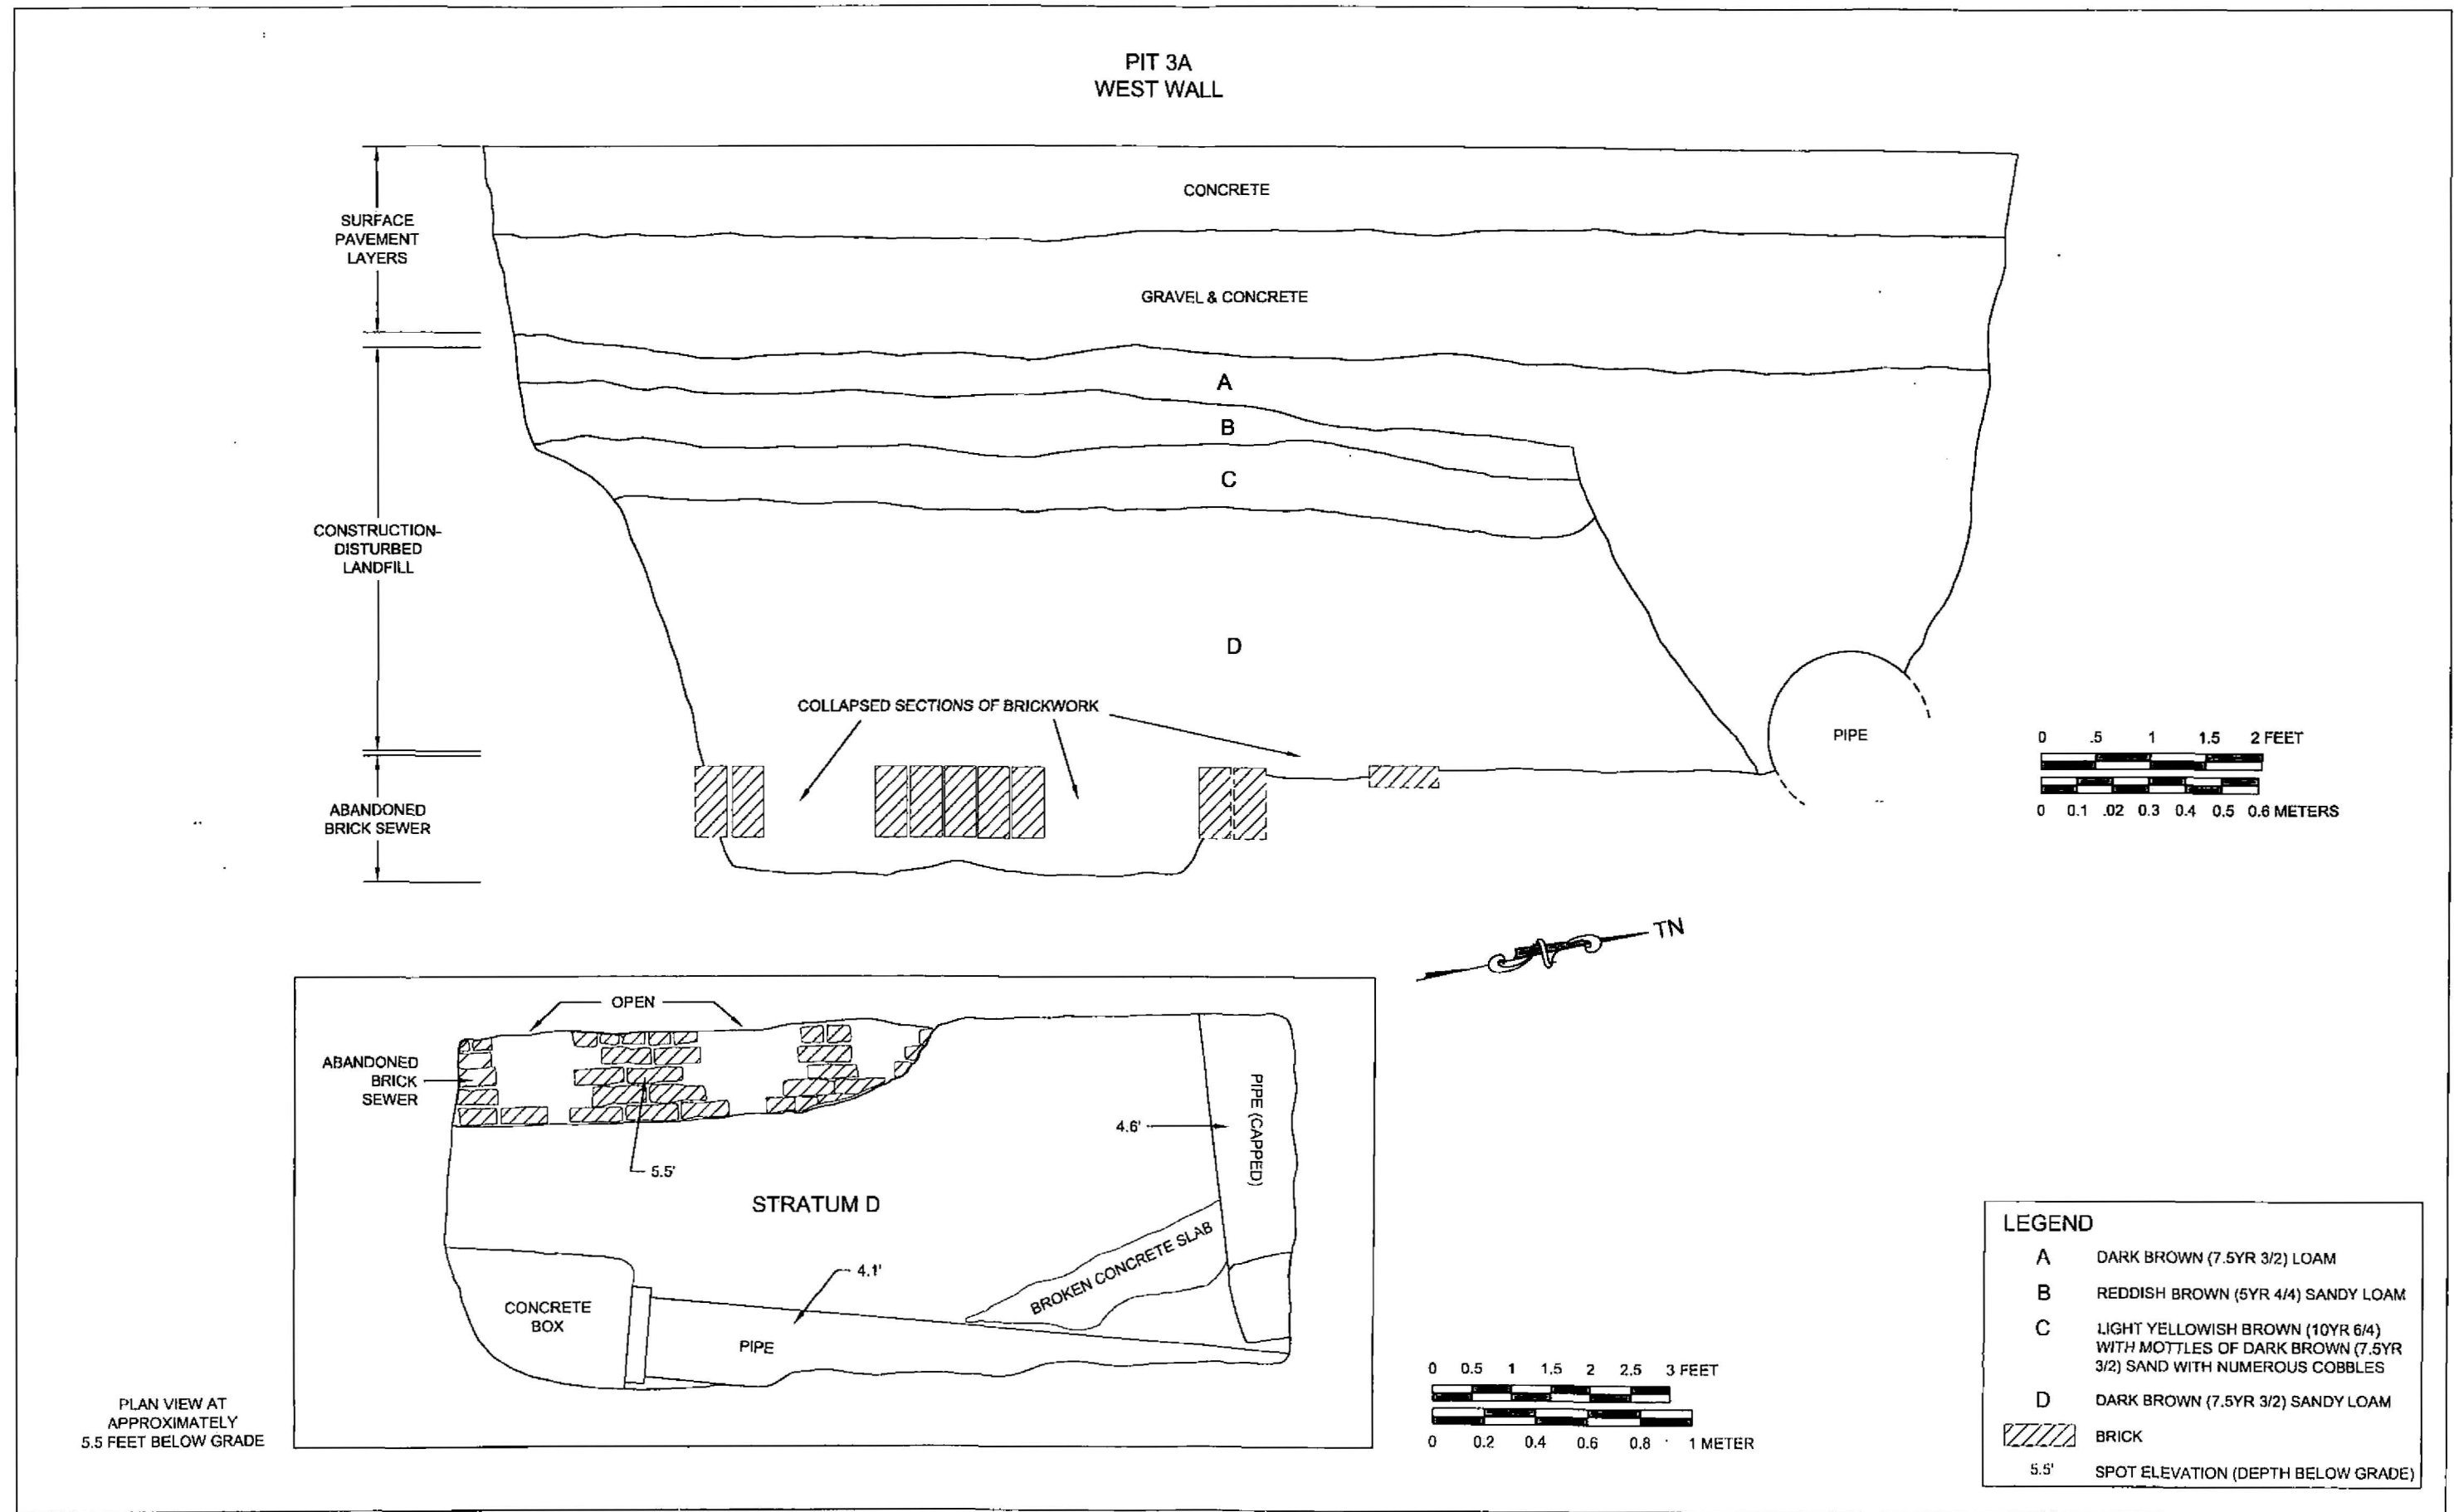 PIT 3A
WEST WALL
CONCRETE
SURFACE
PAVEMENT
LAYERS
GRAVEL & CONCRETE
A
B
C
CONSTRUCTION-
DISTURBED
LANDFILL
D
COLLAPSED SECTIONS OF BRICKWORK
PIPE
0 .5 1 1.5 2 FEET
0 0.1 .02 0.3 0.4 0.5 0.6 METERS
ABANDONED
BRICK SEWER
TN
OPEN
ABANDONED
BRICK
SEWER
5.5'
4.6'
PIPE (CAPPED)
STRATUM D
BROKEN CONCRETE SLAB
4.1'
CONCRETE
BOX
PIPE
PLAN VIEW AT
APPROXIMATELY
5.5 FEET BELOW GRADE
0 0.5 1 1.5 2 2.5 3 FEET
0 0.2 0.4 0.6 0.8 1 METER
LEGEND
A DARK BROWN (7.5YR 3/2) LOAM
B REDDISH BROWN (5YR 4/4) SANDY LOAM
C LIGHT YELLOWISH BROWN (10YR 6/4)
WITH MOTTLES OF DARK BROWN (7.5YR
3/2) SAND WITH NUMEROUS COBBLES
D DARK BROWN (7.5YR 3/2) SANDY LOAM
BRICK
5.5' SPOT ELEVATION (DEPTH BELOW GRADE)